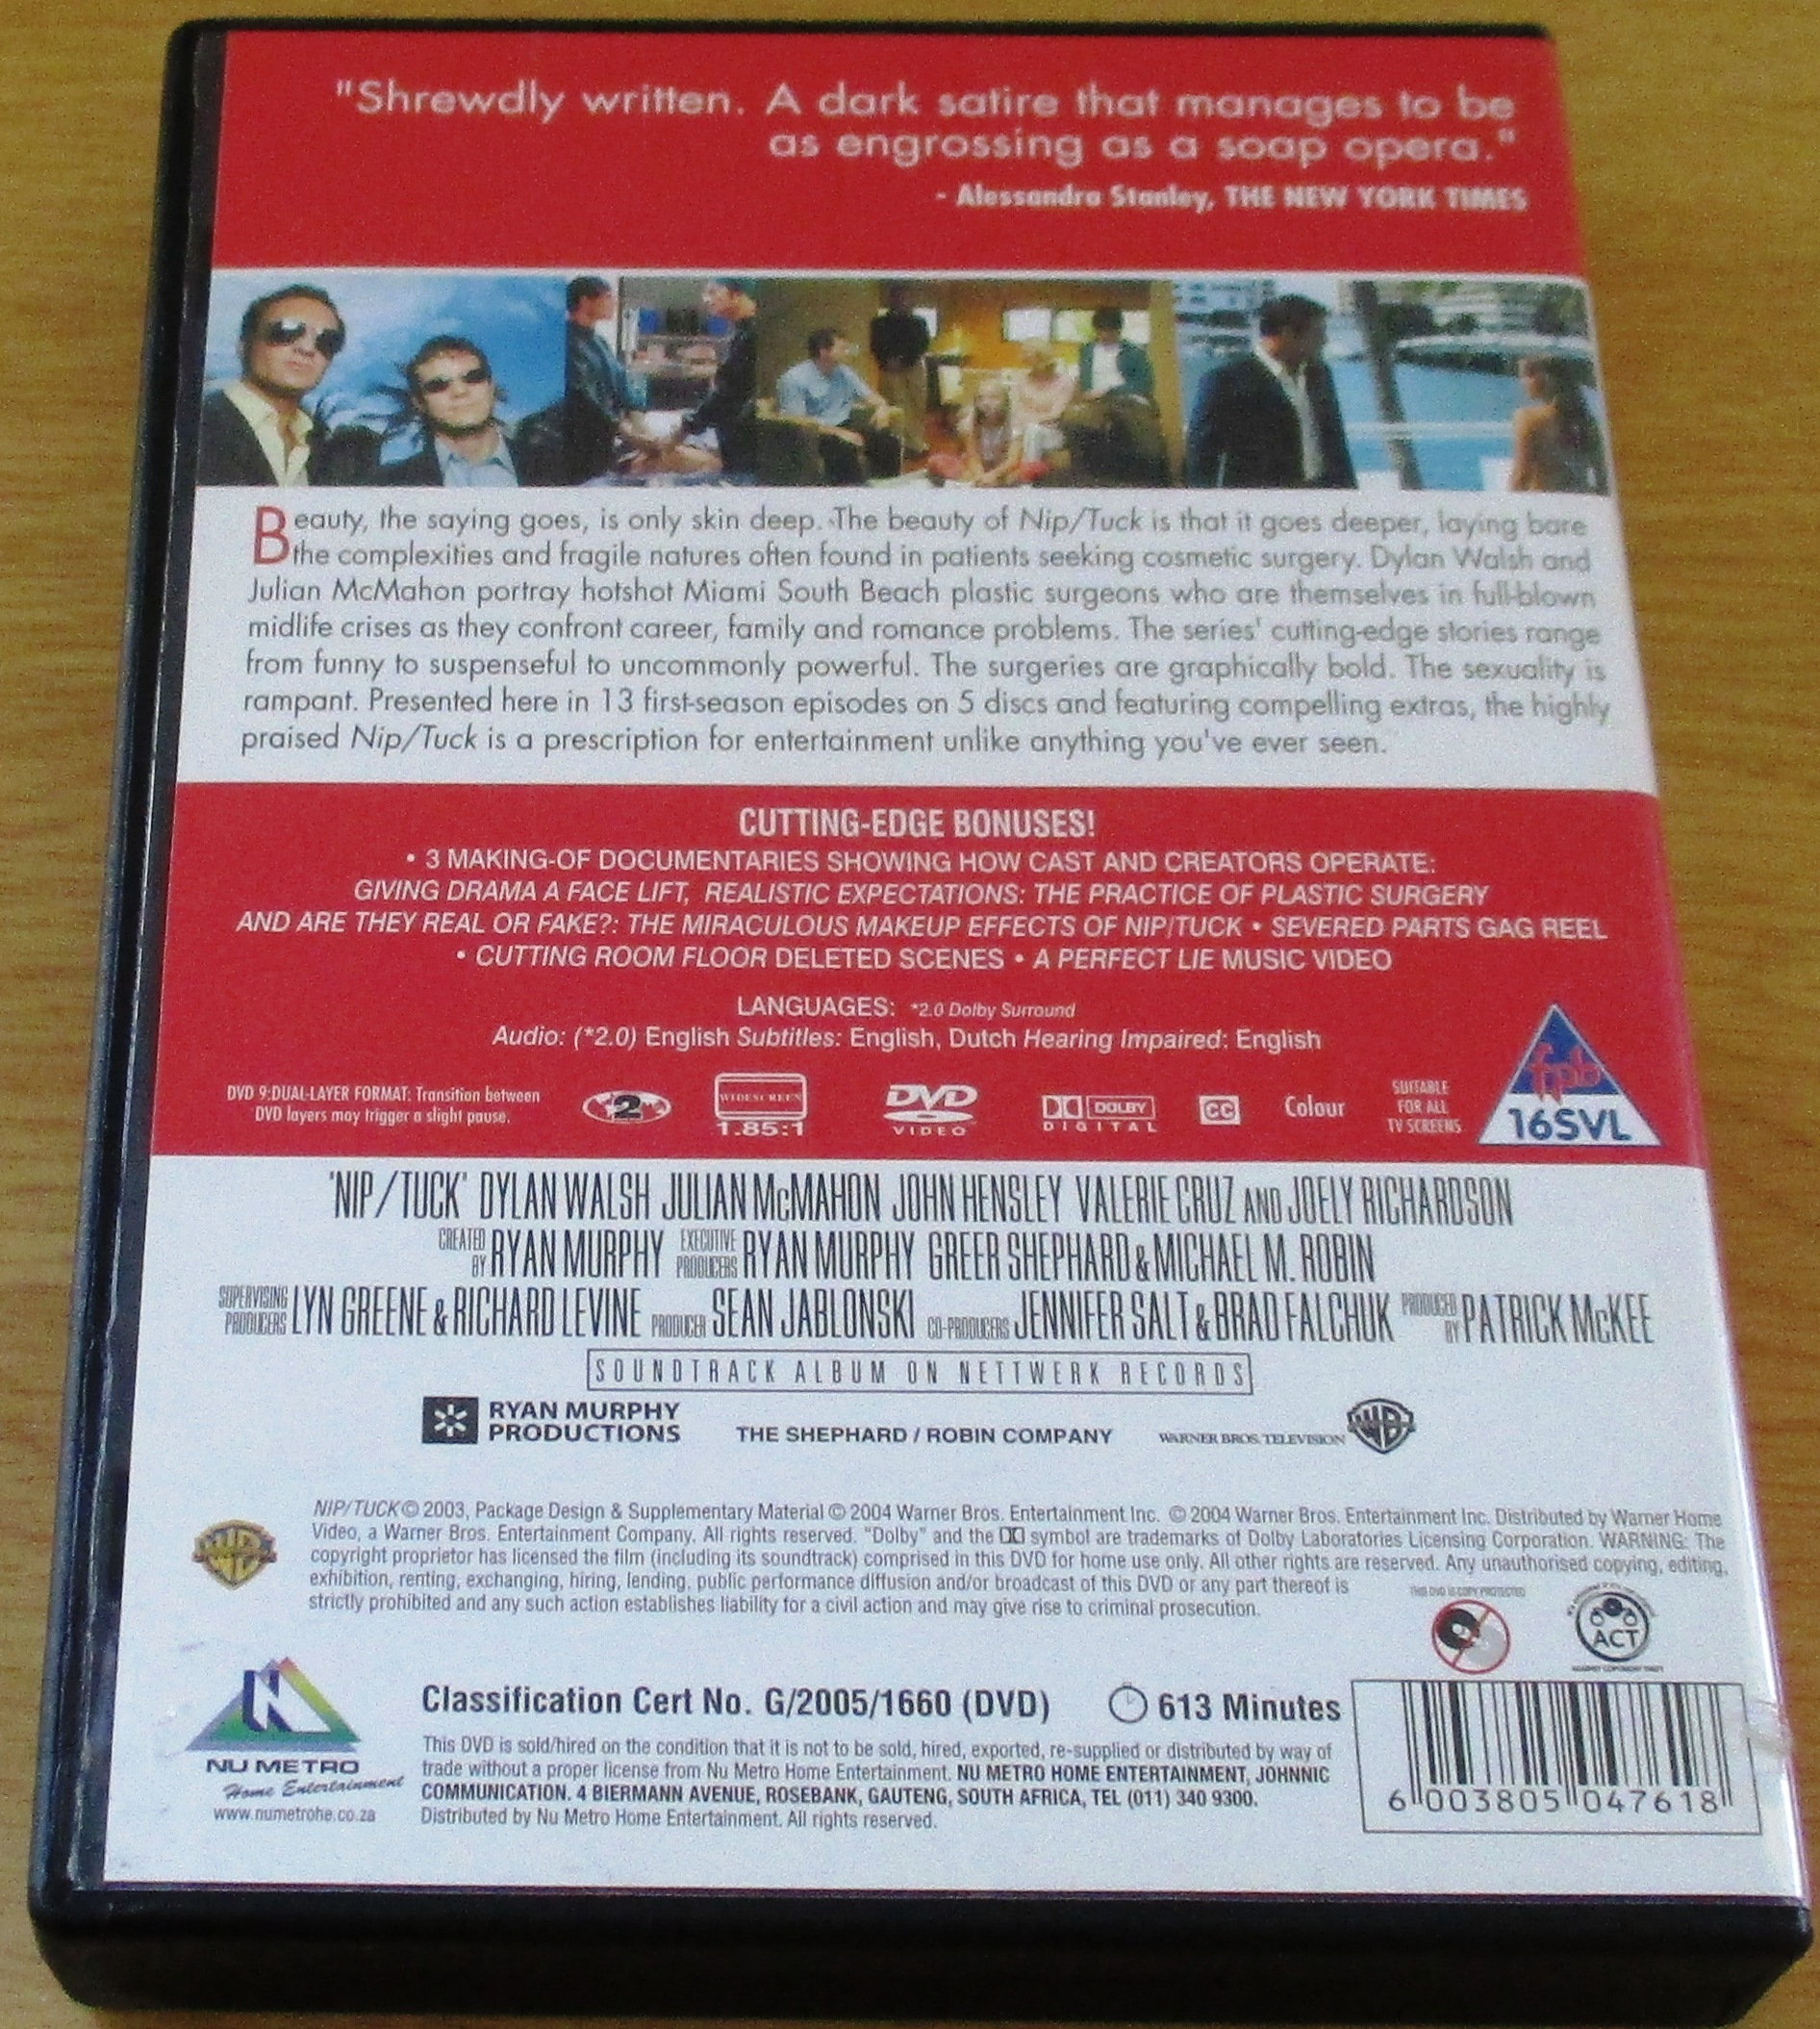 "Shrewdly written. A dark satire that manages to be
as engrossing as a soap opera."
- Alessandra Stanley, THE NEW YORK TIMES
Beauty, the saying goes, is only skin deep. The beauty of Nip/Tuck is that it goes deeper, laying bare
the complexities and fragile natures often found in patients seeking cosmetic surgery. Dylan Walsh and
Julian McMahon portray hotshot Miami South Beach plastic surgeons who are themselves in full-blown
midlife crises as they confront career, family and romance problems. The series' cutting-edge stories range
from funny to suspenseful to uncommonly powerful. The surgeries are graphically bold. The sexuality is
rampant. Presented here in 13 first-season episodes on 5 discs and featuring compelling extras, the highly
praised Nip/Tuck is a prescription for entertainment unlike anything you've ever seen.
CUTTING-EDGE BONUSES!
• 3 MAKING-OF DOCUMENTARIES SHOWING HOW CAST AND CREATORS OPERATE:
GIVING DRAMA A FACE LIFT, REALISTIC EXPECTATIONS: THE PRACTICE OF PLASTIC SURGERY
AND ARE THEY REAL OR FAKE?: THE MIRACULOUS MAKEUP EFFECTS OF NIP/TUCK • SEVERED PARTS GAG REEL
• CUTTING ROOM FLOOR DELETED SCENES • A PERFECT LIE MUSIC VIDEO
LANGUAGES: *2.0 Dolby Surround
Audio: (*2.0) English Subtitles: English, Dutch Hearing Impaired: English
DVD 9:DUAL-LAYER FORMAT: Transition between
DVD layers may trigger a slight pause.
2
WIDESCREEN
1.85:1
DVD
VIDEO
DOLBY
DIGITAL
CC
Colour
SUITABLE
FOR ALL
TV SCREENS
fpb
16SVL
'NIP/TUCK' DYLAN WALSH JULIAN McMAHON JOHN HENSLEY VALERIE CRUZ AND JOELY RICHARDSON
CREATED BY RYAN MURPHY EXECUTIVE PRODUCERS RYAN MURPHY GREER SHEPHARD & MICHAEL M. ROBIN
SUPERVISING PRODUCERS LYN GREENE & RICHARD LEVINE PRODUCER SEAN JABLONSKI CO-PRODUCERS JENNIFER SALT & BRAD FALCHUK PRODUCED BY PATRICK McKEE
SOUNDTRACK ALBUM ON NETTWERK RECORDS
RYAN MURPHY
PRODUCTIONS
THE SHEPHARD / ROBIN COMPANY
WARNER BROS. TELEVISION
NIP/TUCK © 2003, Package Design & Supplementary Material © 2004 Warner Bros. Entertainment Inc. © 2004 Warner Bros. Entertainment Inc. Distributed by Warner Home
Video, a Warner Bros. Entertainment Company. All rights reserved. "Dolby" and the symbol are trademarks of Dolby Laboratories Licensing Corporation. WARNING: The
copyright proprietor has licensed the film (including its soundtrack) comprised in this DVD for home use only. All other rights are reserved. Any unauthorised copying, editing,
exhibition, renting, exchanging, hiring, lending, public performance diffusion and/or broadcast of this DVD or any part thereof is
strictly prohibited and any such action establishes liability for a civil action and may give rise to criminal prosecution.
THIS DVD IS COPY PROTECTED
ACT
NU METRO
Home Entertainment
www.numetrohe.co.za
Classification Cert No. G/2005/1660 (DVD) 613 Minutes
This DVD is sold/hired on the condition that it is not to be sold, hired, exported, re-supplied or distributed by way of
trade without a proper license from Nu Metro Home Entertainment. NU METRO HOME ENTERTAINMENT, JOHNNIC
COMMUNICATION. 4 BIERMANN AVENUE, ROSEBANK, GAUTENG, SOUTH AFRICA, TEL (011) 340 9300.
Distributed by Nu Metro Home Entertainment. All rights reserved.
6 003805 047618